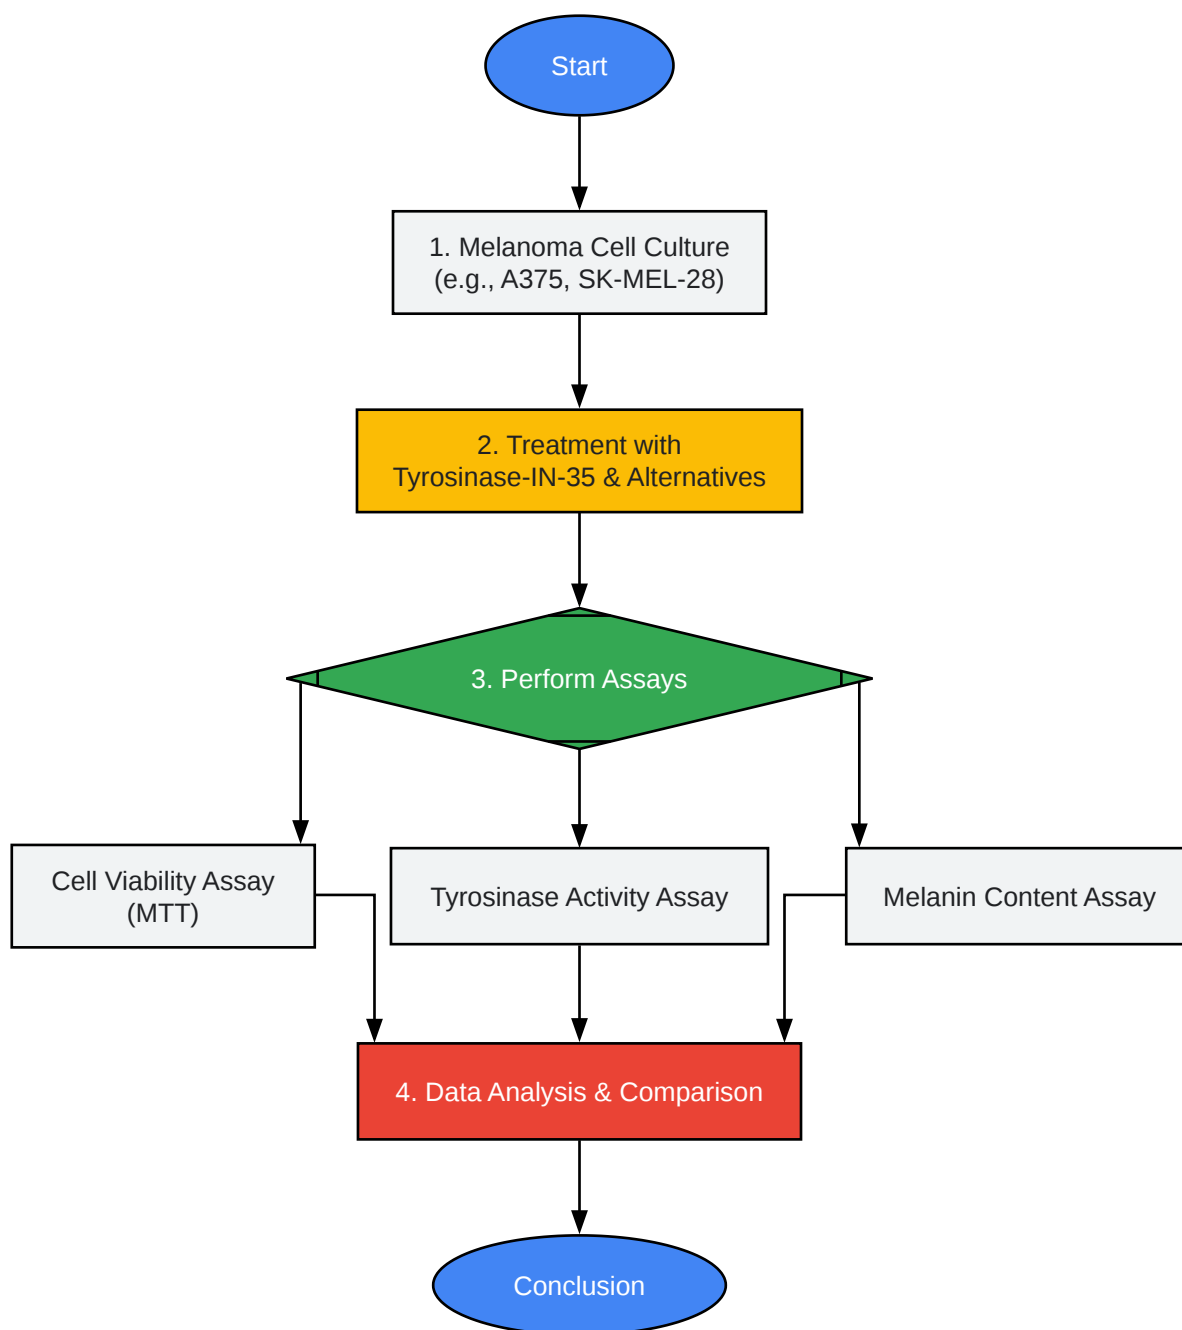 Start
1. Melanoma Cell Culture
(e.g., A375, SK-MEL-28)
2. Treatment with
Tyrosinase-IN-35 & Alternatives
3. Perform Assays
Cell Viability Assay
(MTT)
Tyrosinase Activity Assay
Melanin Content Assay
4. Data Analysis & Comparison
Conclusion